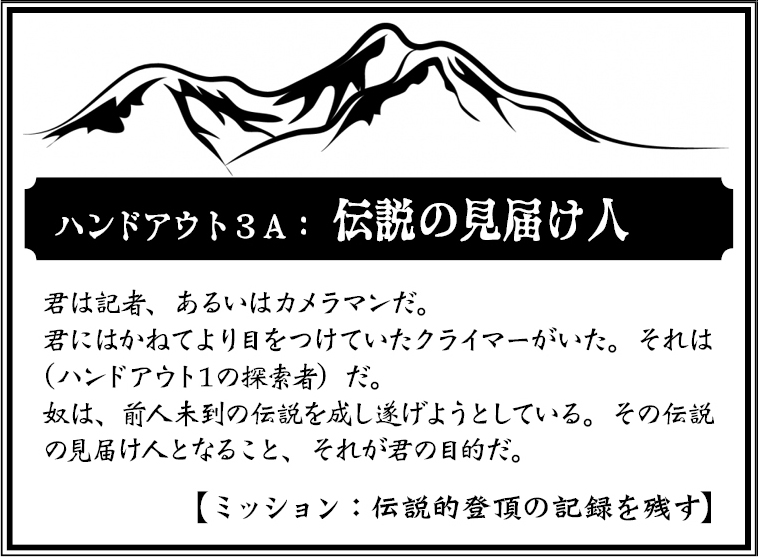 ハンドアウト３Ａ：伝説の見届け人
君は記者、あるいはカメラマンだ。
君にはかねてより目をつけていたクライマーがいた。それは
（ハンドアウト1の探索者）だ。
奴は、前人未到の伝説を成し遂げようとしている。その伝説
の見届け人となること、それが君の目的だ。
【ミッション：伝説的登頂の記録を残す】